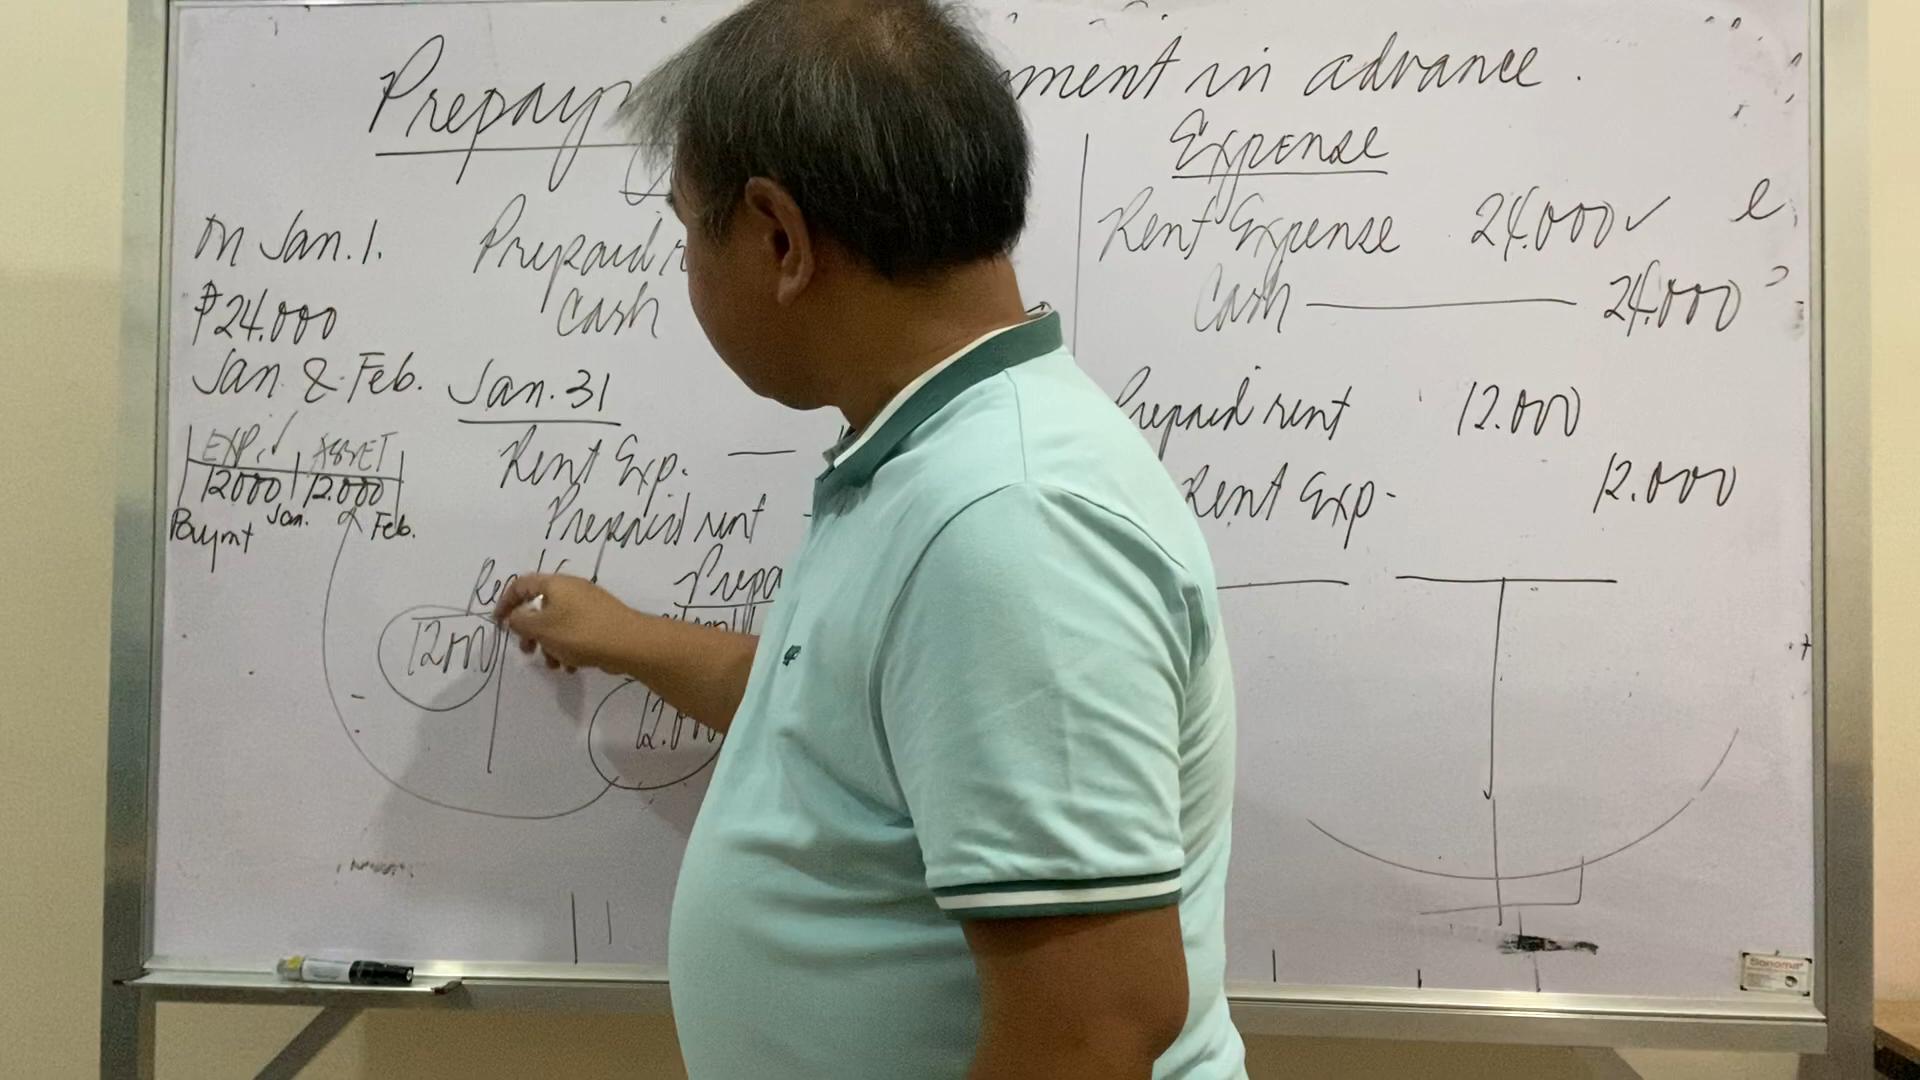 Prepay ment in advance.
On Jan. 1.
₱24.000
Jan. & Feb.
EXP. ASSET
12000 12.000
Jan. Feb.
Paymt
Prepaid r
Cash
Jan. 31
Rent Exp. —
Prepaid rent -
Prepa
12.000
Expense
Rent Expense 24.000 ✓
Cash 24.000
e
Prepaid rent 12.000
Rent Exp. 12.000
Sonoma